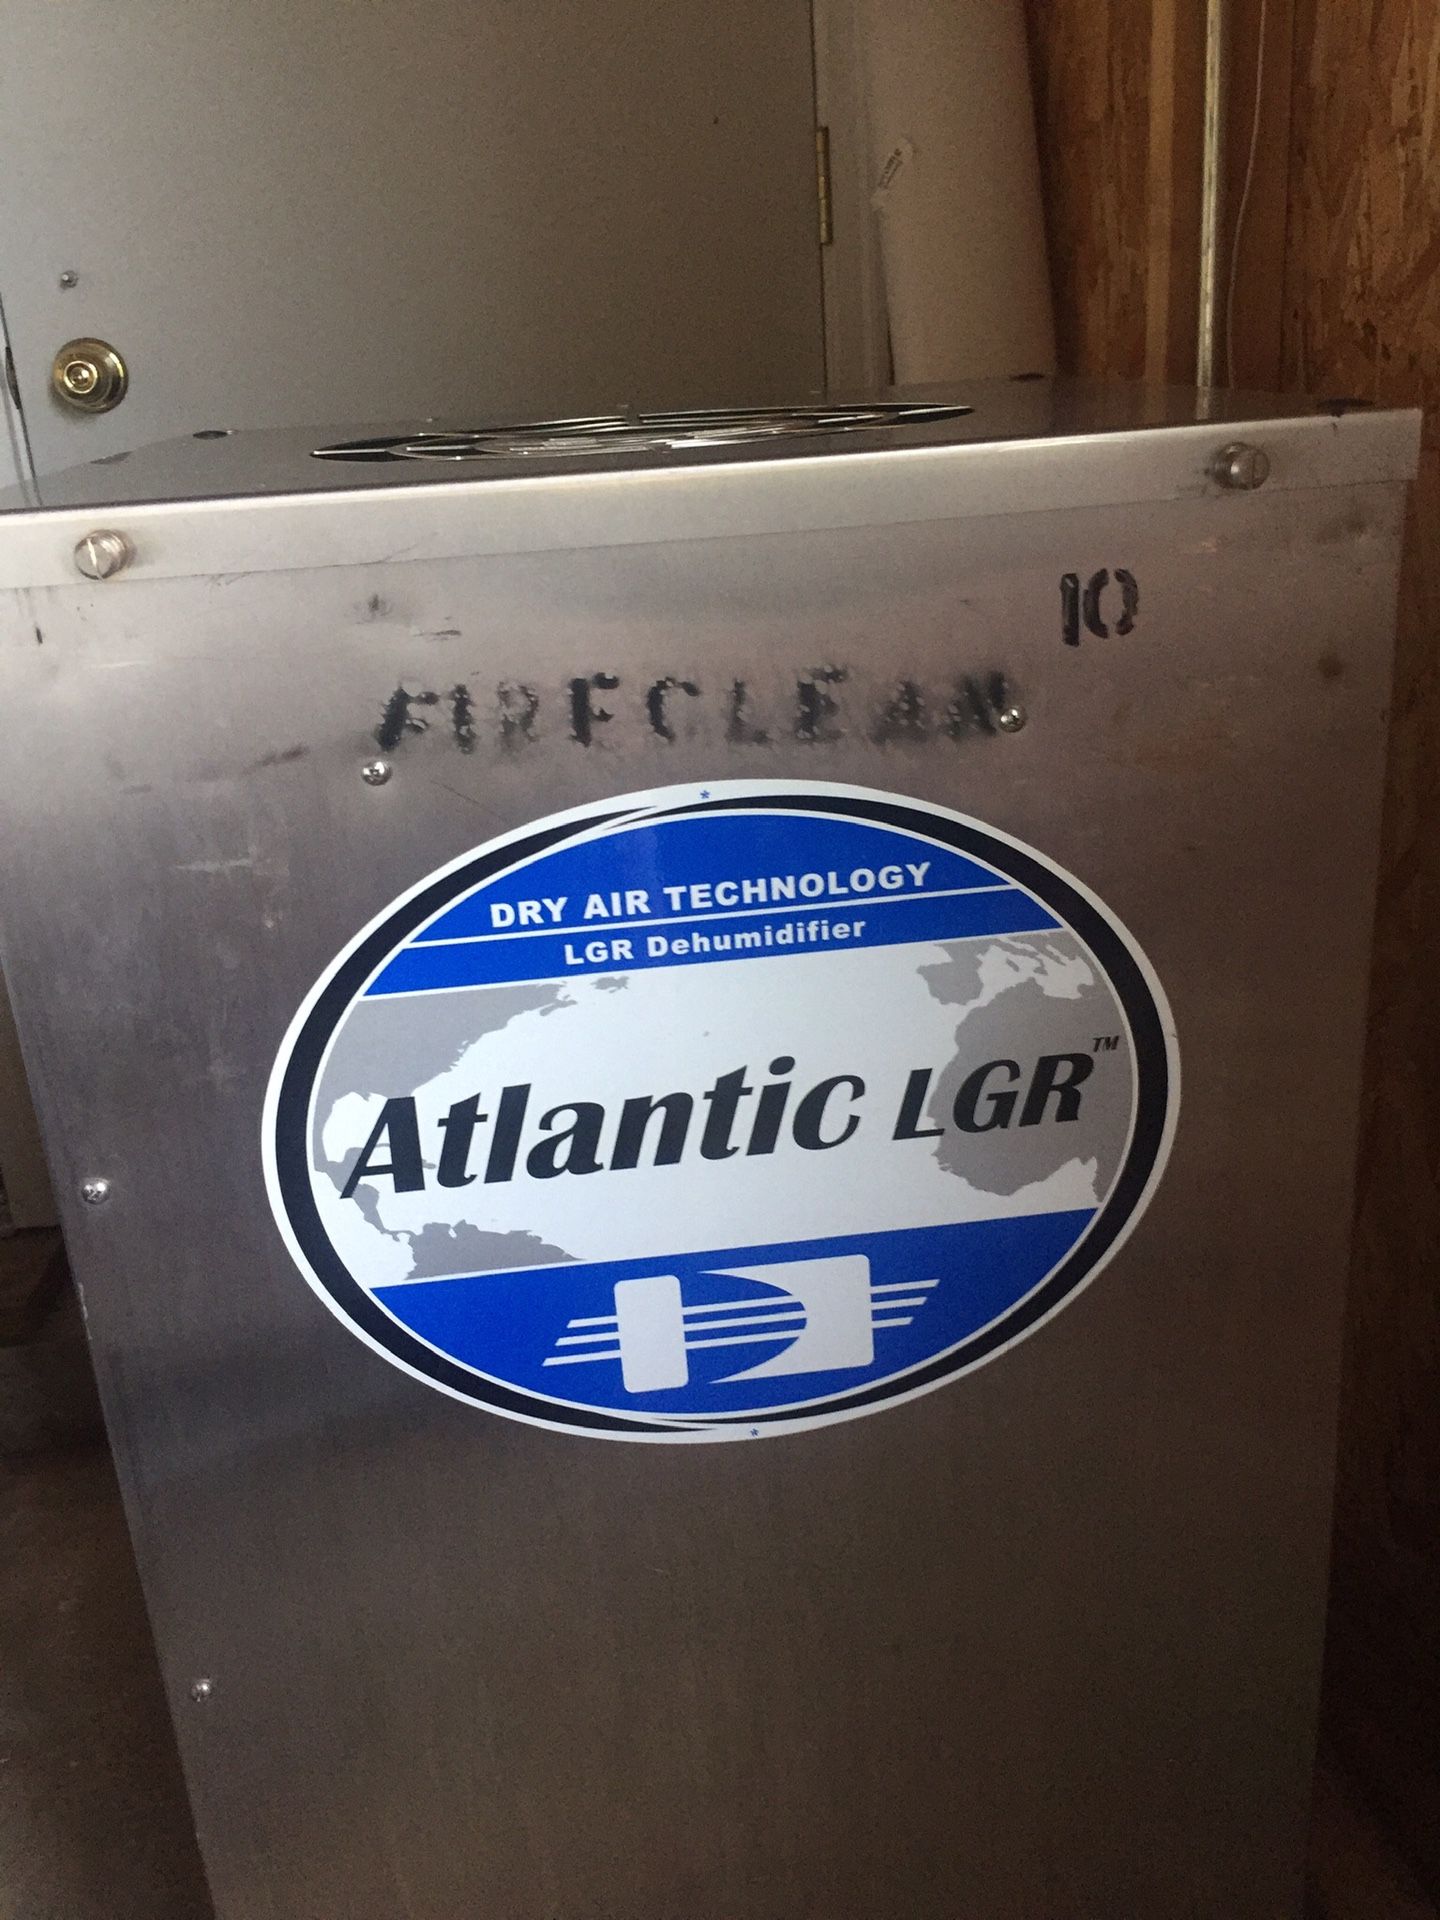 10
FIRECLEAN
DRY AIR TECHNOLOGY
LGR Dehumidifier
Atlantic LGR™